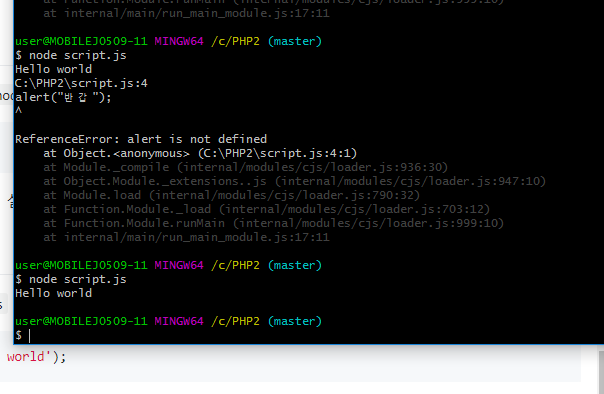 at Function.Module.runMain (internal/modules/cjs/loader.js:999:10)
at internal/main/run_main_module.js:17:11
user@MOBILEJ0509-11 MINGW64 /c/PHP2 (master)
$ node script.js
Hello world
C:\PHP2\script.js:4
alert("반갑");
^
ReferenceError: alert is not defined
at Object.<anonymous> (C:\PHP2\script.js:4:1)
at Module._compile (internal/modules/cjs/loader.js:936:30)
at Object.Module._extensions..js (internal/modules/cjs/loader.js:947:10)
at Module.load (internal/modules/cjs/loader.js:790:32)
at Function.Module._load (internal/modules/cjs/loader.js:703:12)
at Function.Module.runMain (internal/modules/cjs/loader.js:999:10)
at internal/main/run_main_module.js:17:11
user@MOBILEJ0509-11 MINGW64 /c/PHP2 (master)
$ node script.js
Hello world
user@MOBILEJ0509-11 MINGW64 /c/PHP2 (master)
$
world');